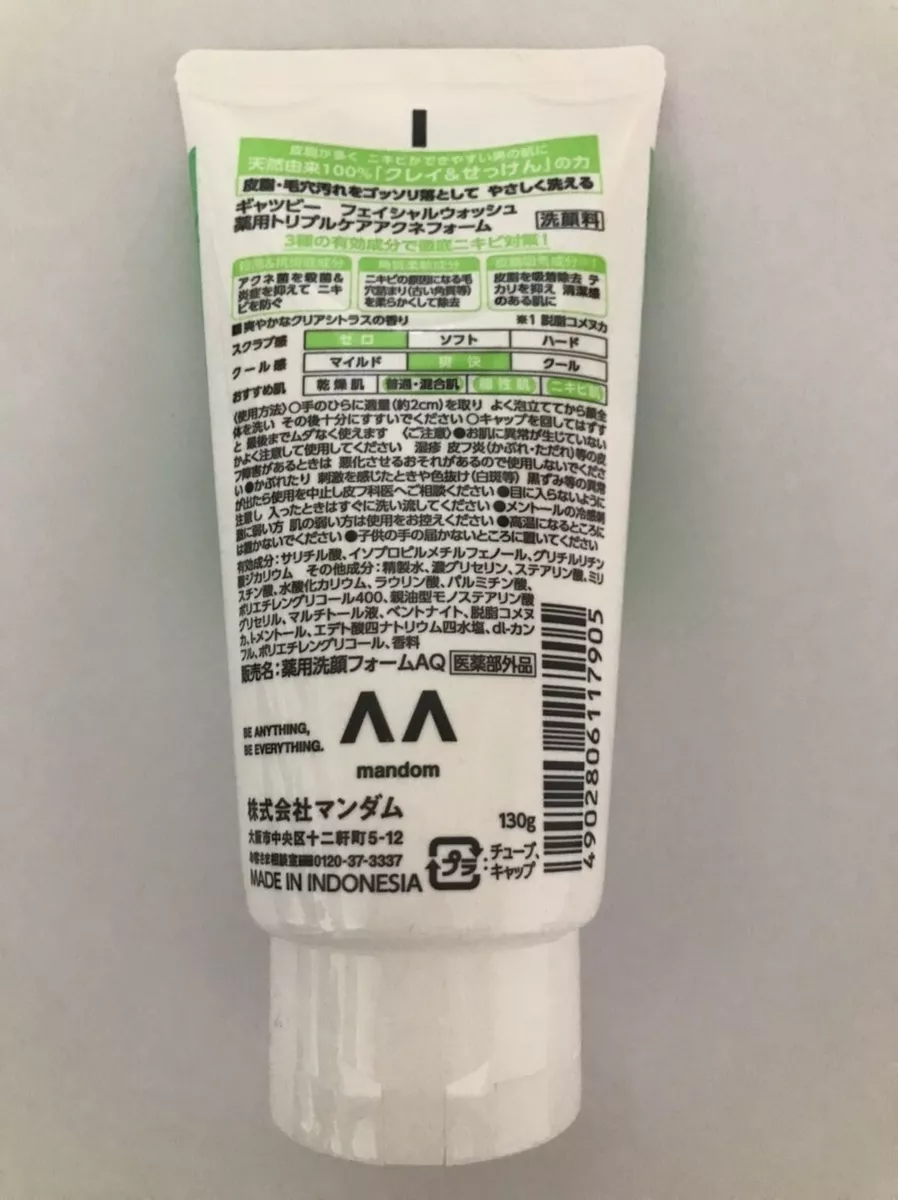 皮脂が多く ニキビができやすい男の肌に
天然由来100%「クレイ&せっけん」の力
皮脂・毛穴汚れをゴッソリ落として やさしく洗える
ギャツビー フェイシャルウォッシュ
薬用トリプルケアアクネフォーム 洗顔料
3種の有効成分で徹底ニキビ対策!
殺菌&抗炎症成分
アクネ菌を殺菌&
炎症を抑えて ニキ
ビを防ぐ
角質柔軟成分
ニキビの原因になる毛
穴詰まり(古い角質等)
を柔らかくして除去
皮脂吸着成分※1
皮脂を吸着除去 テ
カリを抑え 清潔感
のある肌に
■爽やかなクリアシトラスの香り ※1 脱脂コメヌカ
スクラブ感 ゼロ ソフト ハード
クール感 マイルド 爽快 クール
おすすめ肌 乾燥肌 普通・混合肌 脂性肌 ニキビ肌
〈使用方法〉○手のひらに適量(約2cm)を取り よく泡立ててから顔全
体を洗い その後十分にすすいでください ○キャップを回してはずす
と 最後までムダなく使えます 〈ご注意〉●お肌に異常が生じていない
かよく注意して使用してください 湿疹 皮フ炎(かぶれ・ただれ)等の皮
フ障害があるときは 悪化させるおそれがあるので使用しないでくださ
い ●かぶれたり 刺激を感じたときや色抜け(白斑等) 黒ずみ等の異常
が出たら使用を中止し皮フ科医へご相談ください ●目に入らないように
注意し 入ったときはすぐに洗い流してください ●メントールの冷感刺
激に弱い方 肌の弱い方は使用をお控えください ●高温になるところに
は置かないでください ●子供の手の届かないところに置いてください
有効成分:サリチル酸、イソプロピルメチルフェノール、グリチルリチン
酸ジカリウム その他成分:精製水、濃グリセリン、ステアリン酸、ミリ
スチン酸、水酸化カリウム、ラウリン酸、パルミチン酸、
ポリエチレングリコール400、親油型モノステアリン酸
グリセリル、マルチトール液、ベントナイト、脱脂コメヌ
カ、l-メントール、エデト酸四ナトリウム四水塩、dl-カン
フル、ポリエチレングリコール、香料
販売名:薬用洗顔フォームAQ 医薬部外品
BE ANYTHING,
BE EVERYTHING.
mandom
株式会社マンダム
大阪市中央区十二軒町5-12
お客さま相談室 0120-37-3337
MADE IN INDONESIA
130g
プラ :チューブ、
キャップ
4902806117905